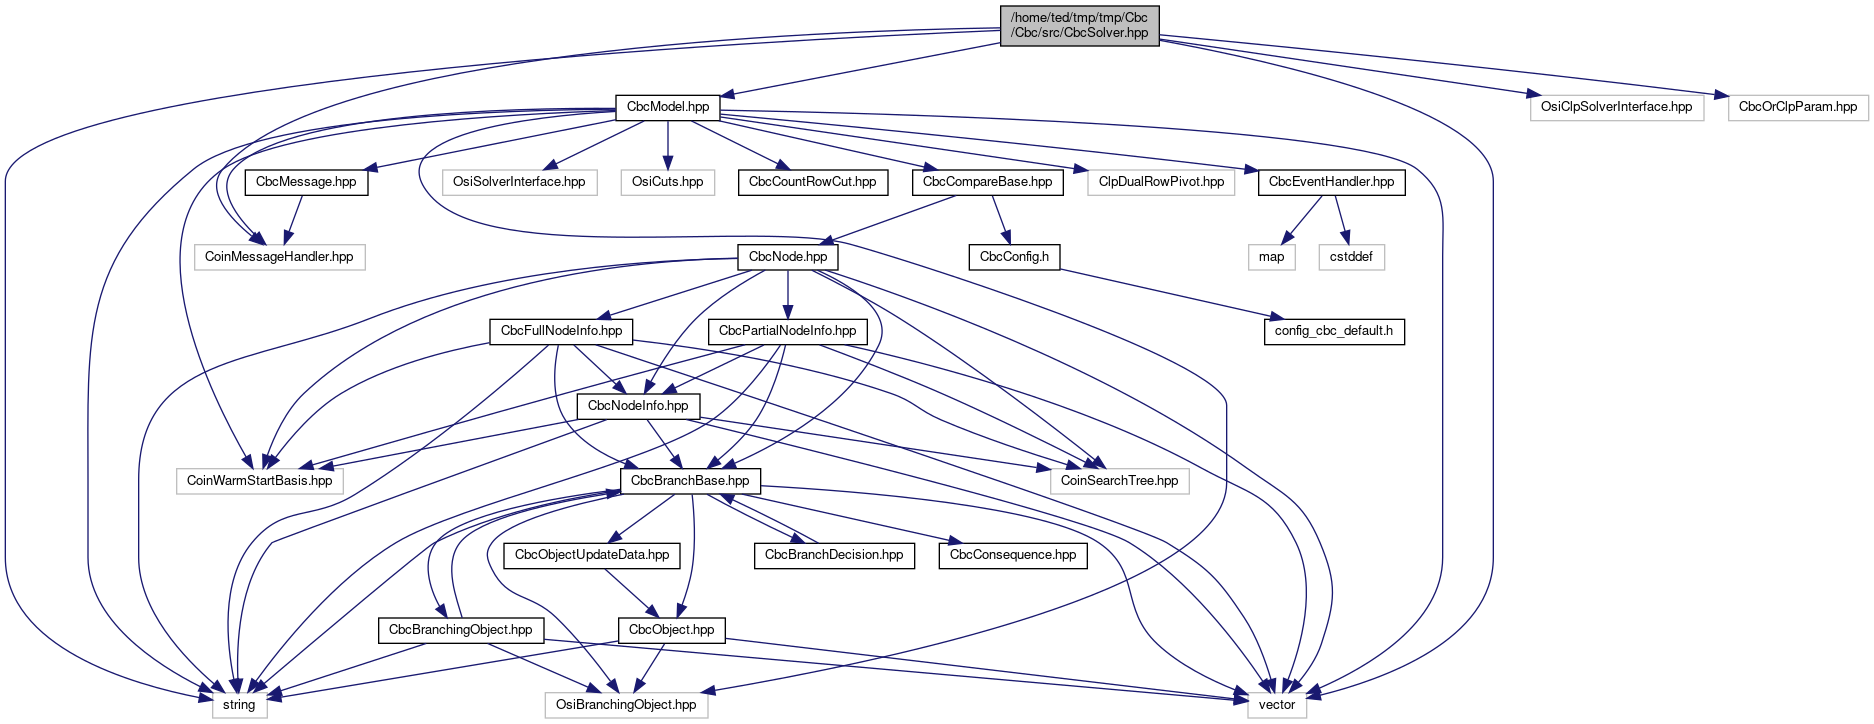 /home/ted/tmp/tmp/Cbc
/Cbc/src/CbcSolver.hpp
CbcModel.hpp
OsiClpSolverInterface.hpp
CbcOrClpParam.hpp
CbcMessage.hpp
OsiSolverInterface.hpp
OsiCuts.hpp
CbcCountRowCut.hpp
CbcCompareBase.hpp
ClpDualRowPivot.hpp
CbcEventHandler.hpp
CoinMessageHandler.hpp
CbcNode.hpp
CbcConfig.h
map
cstddef
CbcFullNodeInfo.hpp
CbcPartialNodeInfo.hpp
config_cbc_default.h
CbcNodeInfo.hpp
CoinWarmStartBasis.hpp
CbcBranchBase.hpp
CoinSearchTree.hpp
CbcObjectUpdateData.hpp
CbcBranchDecision.hpp
CbcConsequence.hpp
CbcBranchingObject.hpp
CbcObject.hpp
string
OsiBranchingObject.hpp
vector